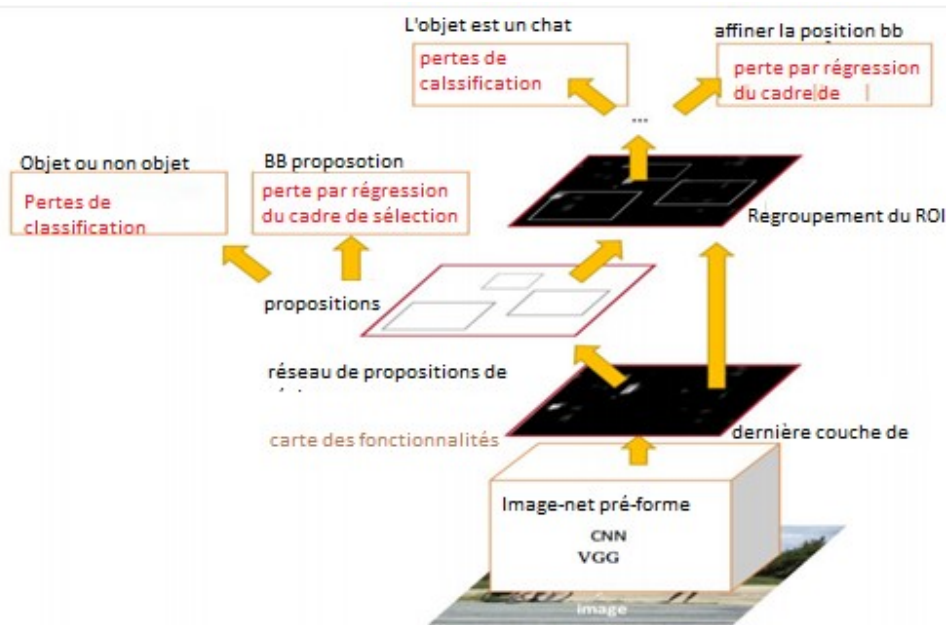 L'objet est un chat
affiner la position bb
pertes de
calssification
perte par régression
du cadre de
...
Objet ou non objet
BB proposotion
Pertes de
classification
perte par régression
du cadre de sélection
Regroupement du ROI
propositions
réseau de propositions de
carte des fonctionnalités
dernière couche de
Image-net pré-forme
CNN
VGG
image